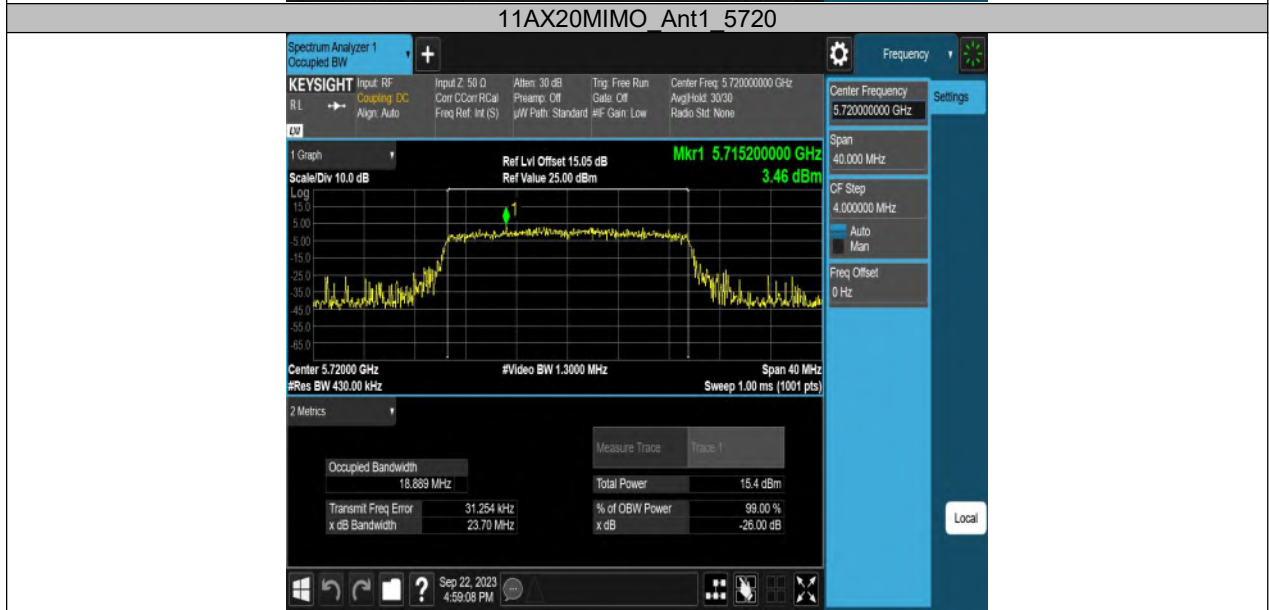 11AX20MIMO_Ant1_5720
Spectrum Analyzer 1
Occupied BW
+
Frequency
KEYSIGHT
RL
LXI
Input: RF
Coupling: DC
Align: Auto
Input Z: 50 Ω
Corr CCorr RCal
Freq Ref: Int (S)
Atten: 30 dB
Preamp: Off
µW Path: Standard
Trig: Free Run
Gate: Off
#IF Gain: Low
Center Freq: 5.720000000 GHz
Avg|Hold: 30/30
Radio Std: None
1 Graph
Scale/Div 10.0 dB
Ref Lvl Offset 15.05 dB
Ref Value 25.00 dBm
Mkr1 5.715200000 GHz
3.46 dBm
Log
15.0
5.00
-5.00
-15.0
-25.0
-35.0
-45.0
-55.0
-65.0
1
Center 5.72000 GHz
#Res BW 430.00 kHz
#Video BW 1.3000 MHz
Span 40 MHz
Sweep 1.00 ms (1001 pts)
2 Metrics
Measure Trace Trace 1
Occupied Bandwidth
18.889 MHz
Total Power 15.4 dBm
Transmit Freq Error 31.254 kHz
% of OBW Power 99.00 %
x dB Bandwidth 23.70 MHz
x dB -26.00 dB
Center Frequency
5.720000000 GHz
Settings
Span
40.000 MHz
CF Step
4.000000 MHz
Auto
Man
Freq Offset
0 Hz
Local
?
Sep 22, 2023
4:59:08 PM